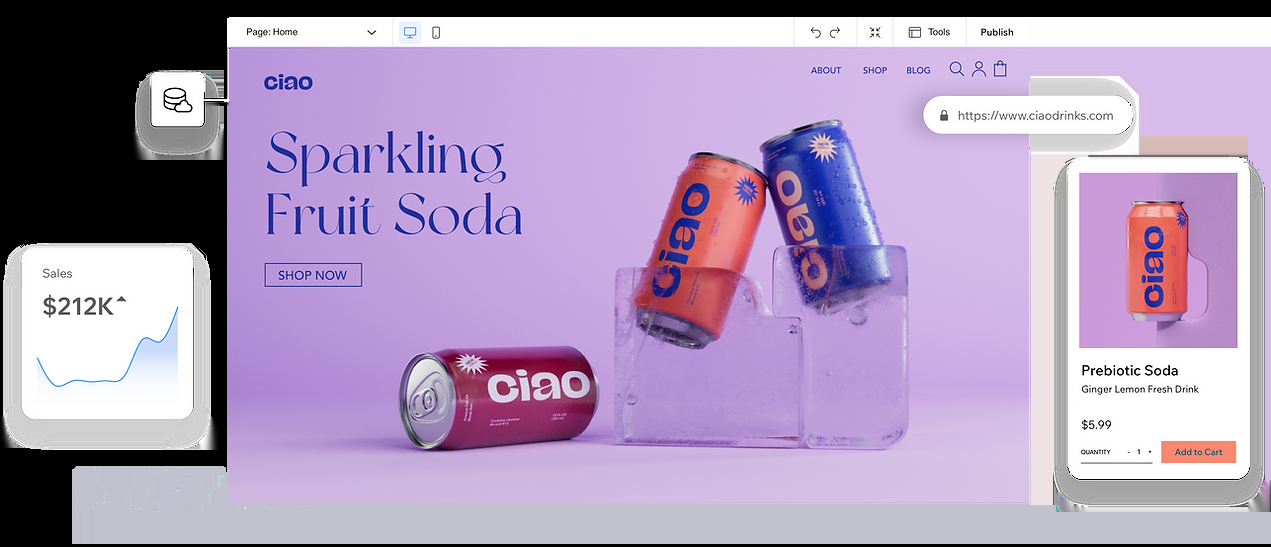 Page: Home
Tools
Publish
ciao
ABOUT
SHOP
BLOG
https://www.ciaodrinks.com
Sparkling
Fruit Soda
SHOP NOW
Sales
$212K
ciao
ciao
ciao
ciao
Prebiotic Soda
Ginger Lemon Fresh Drink
$5.99
QUANTITY
- 1 +
Add to Cart